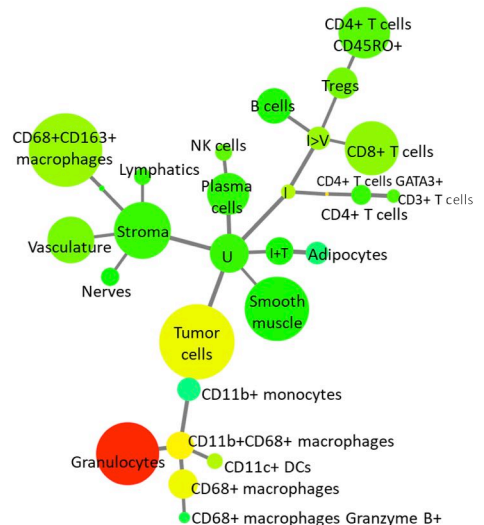 CD4+ T cells
CD45RO+
Tregs
B cells
I>V
CD8+ T cells
CD68+CD163+
macrophages
NK cells
Lymphatics
Plasma
cells
I
CD4+ T cells GATA3+
CD3+ T cells
CD4+ T cells
Stroma
Vasculature
U
I+T
Adipocytes
Nerves
Smooth
muscle
Tumor
cells
CD11b+ monocytes
CD11b+CD68+ macrophages
Granulocytes
CD11c+ DCs
CD68+ macrophages
CD68+ macrophages Granzyme B+